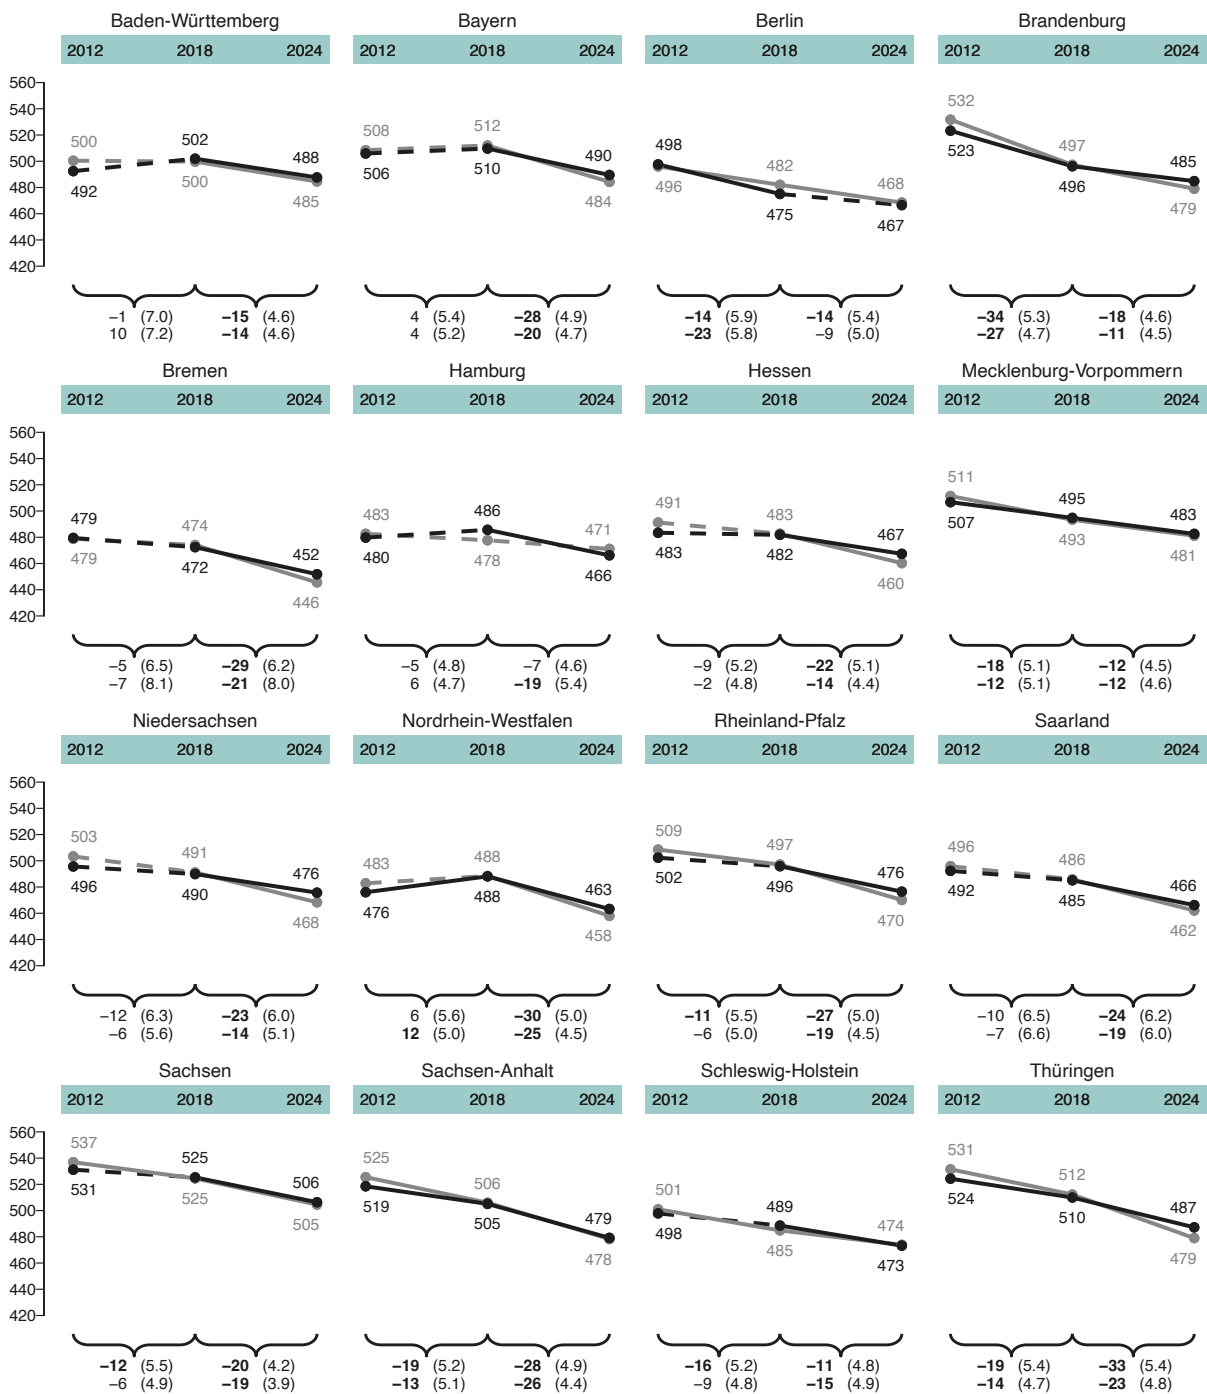 Baden-Württemberg Bayern Berlin Brandenburg
2012 2018 2024 2012 2018 2024 2012 2018 2024 2012 2018 2024
560
540 532
520 508 512 523
500 500 502 488 506 510 490 498 482 468 497 485
480 492 500 485 484 496 475 467 496 479
460
440
420
–1 (7.0) –15 (4.6) 4 (5.4) –28 (4.9) –14 (5.9) –14 (5.4) –34 (5.3) –18 (4.6)
10 (7.2) –14 (4.6) 4 (5.2) –20 (4.7) –23 (5.8) –9 (5.0) –27 (4.7) –11 (4.5)
Bremen Hamburg Hessen Mecklenburg-Vorpommern
2012 2018 2024 2012 2018 2024 2012 2018 2024 2012 2018 2024
560
540
520 511
500 479 474 483 486 491 483 507 495 483
480 479 472 452 480 478 471 483 482 467 493 481
460 466 460
440 446
420
–5 (6.5) –29 (6.2) –5 (4.8) –7 (4.6) –9 (5.2) –22 (5.1) –18 (5.1) –12 (4.5)
–7 (8.1) –21 (8.0) 6 (4.7) –19 (5.4) –2 (4.8) –14 (4.4) –12 (5.1) –12 (4.6)
Niedersachsen Nordrhein-Westfalen Rheinland-Pfalz Saarland
2012 2018 2024 2012 2018 2024 2012 2018 2024 2012 2018 2024
560
540
520 503 509
500 491 476 483 488 497 476 496 486
480 496 490 476 488 463 502 496 492 485 466
460 468 458 470 462
440
420
–12 (6.3) –23 (6.0) 6 (5.6) –30 (5.0) –11 (5.5) –27 (5.0) –10 (6.5) –24 (6.2)
–6 (5.6) –14 (5.1) 12 (5.0) –25 (4.5) –6 (5.0) –19 (4.5) –7 (6.6) –19 (6.0)
Sachsen Sachsen-Anhalt Schleswig-Holstein Thüringen
2012 2018 2024 2012 2018 2024 2012 2018 2024 2012 2018 2024
560
540 537 525 525 531
520 531 525 506 519 506 501 489 524 512 487
500 505 505 479 498 485 474 510
480 478 473 479
460
440
420
–12 (5.5) –20 (4.2) –19 (5.2) –28 (4.9) –16 (5.2) –11 (4.8) –19 (5.4) –33 (5.4)
–6 (4.9) –19 (3.9) –13 (5.1) –26 (4.4) –9 (4.8) –15 (4.9) –14 (4.7) –23 (4.8)